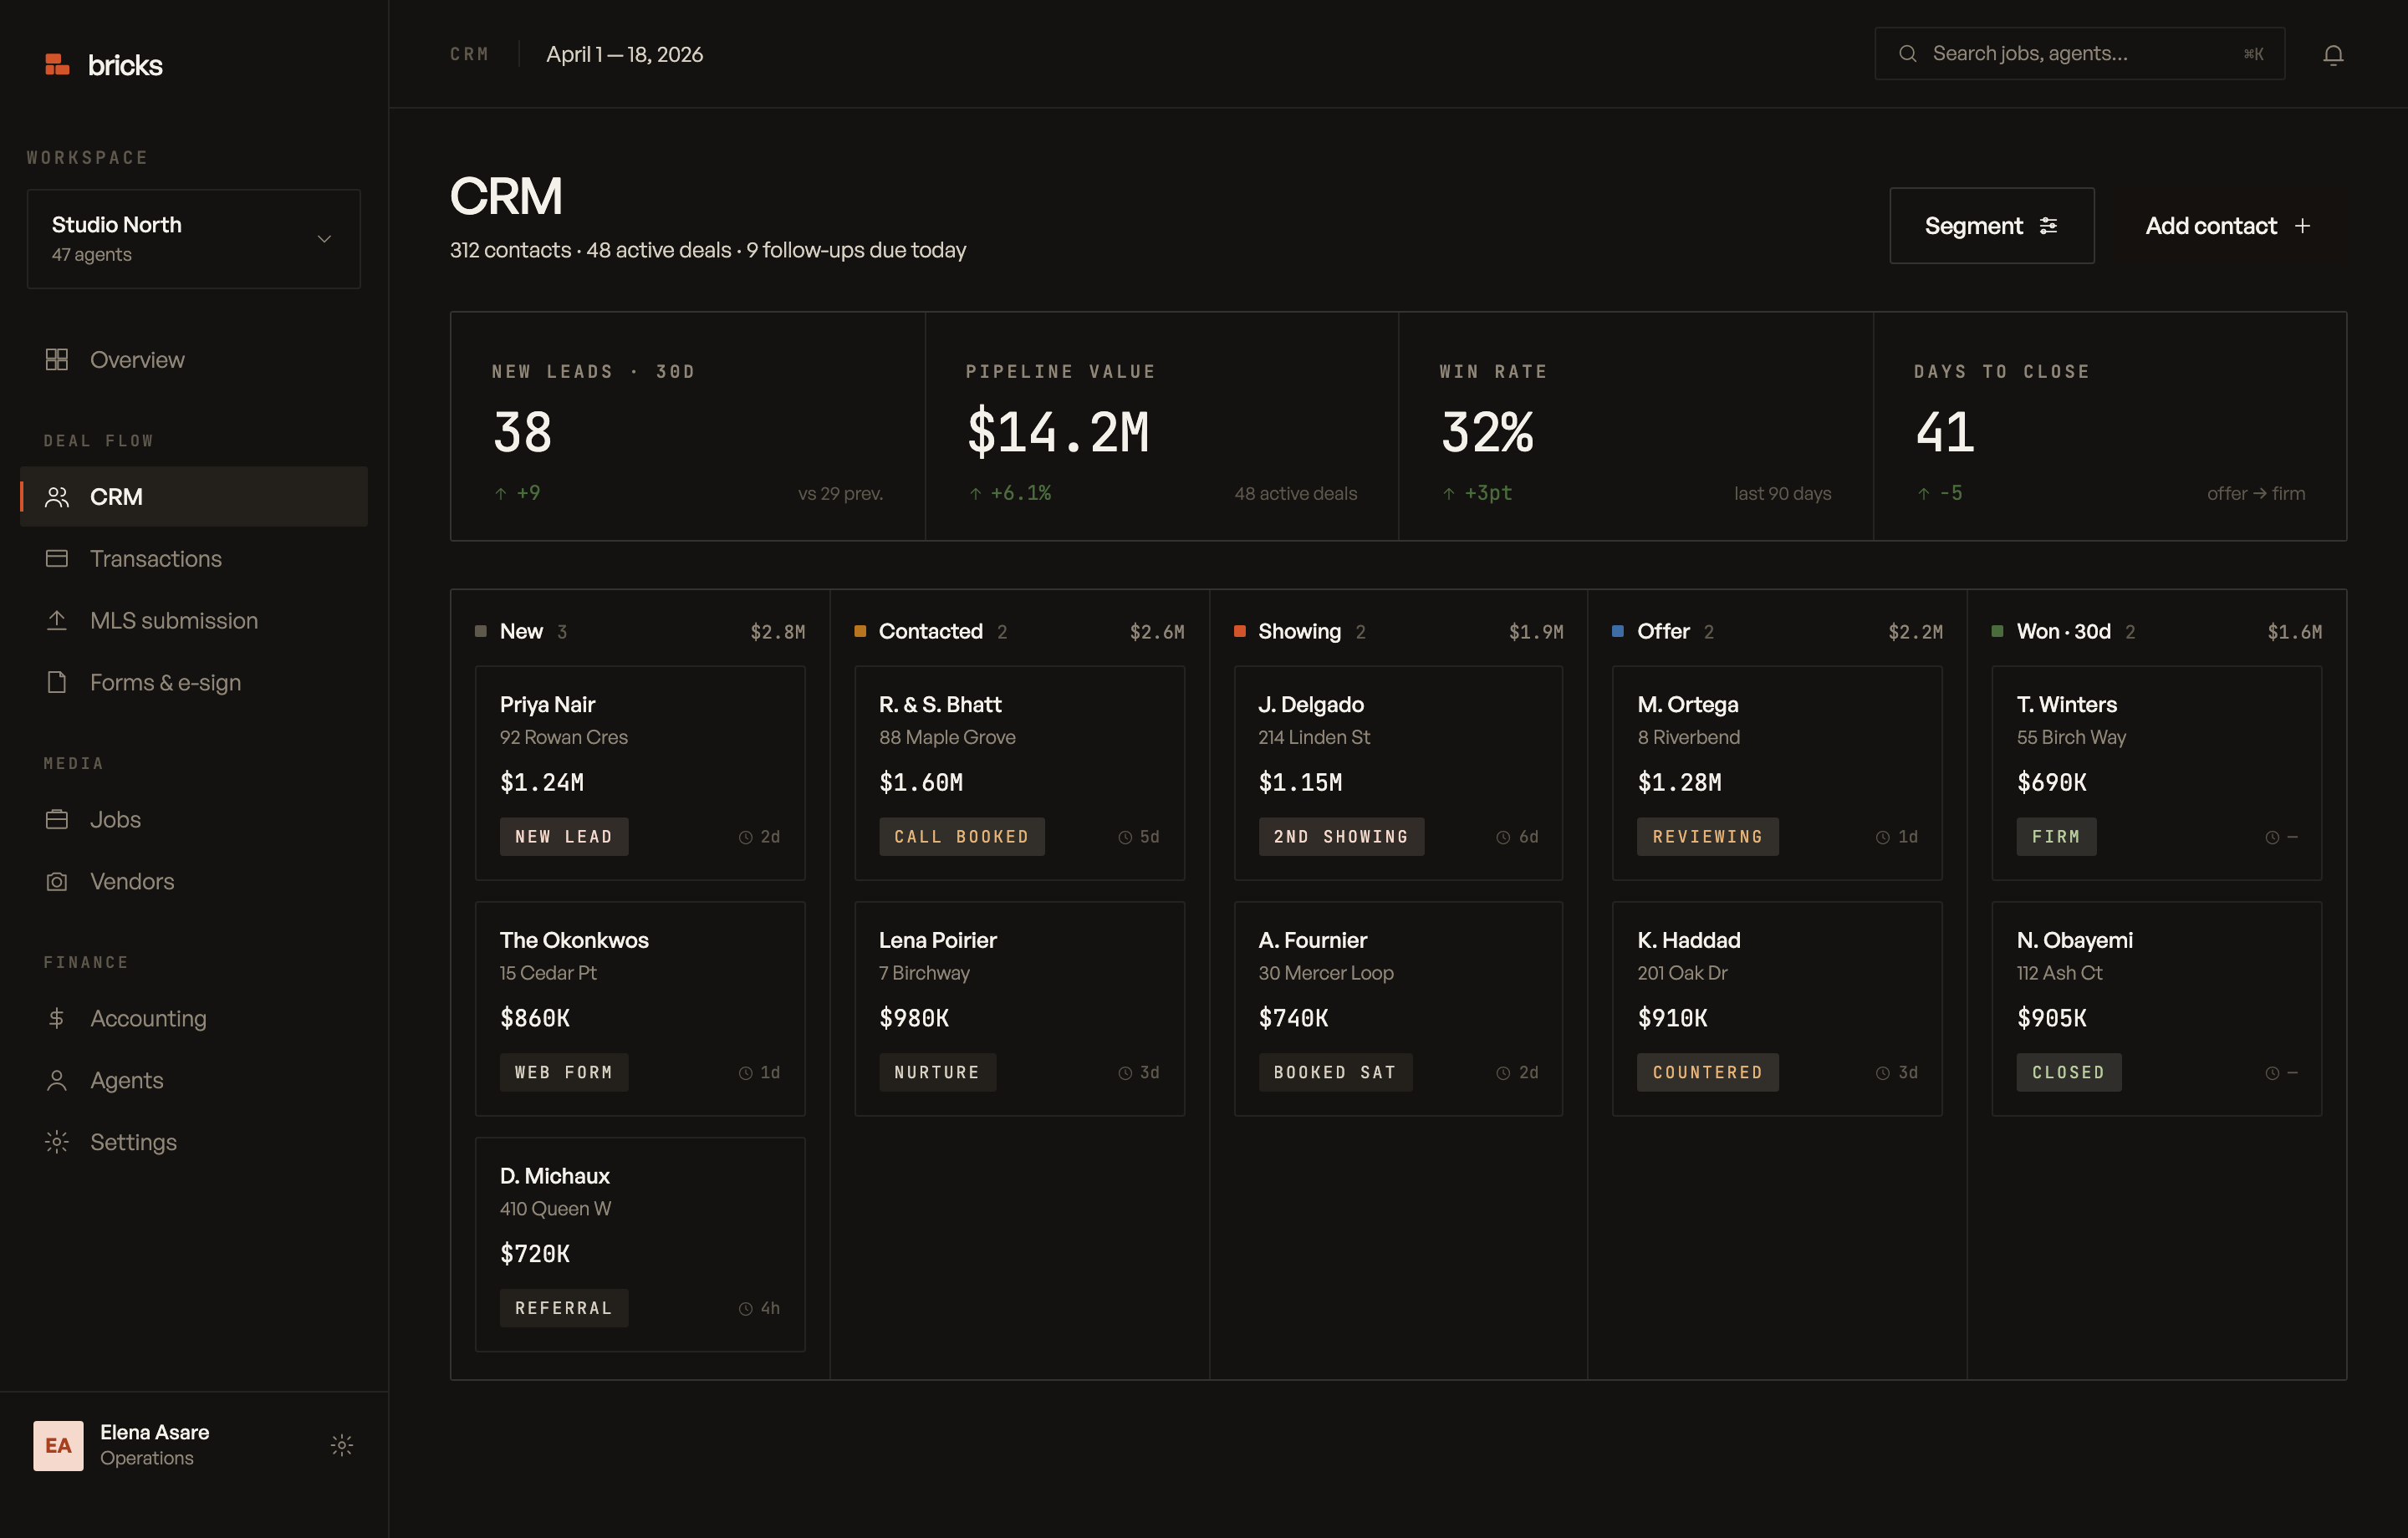 bricks
WORKSPACE
Studio North
47 agents
Overview
DEAL FLOW
CRM
Transactions
MLS submission
Forms & e-sign
MEDIA
Jobs
Vendors
FINANCE
Accounting
Agents
Settings
EA
Elena Asare
Operations
CRM
April 1 — 18, 2026
Search jobs, agents...
⌘K
CRM
312 contacts · 48 active deals · 9 follow-ups due today
Segment
Add contact
NEW LEADS · 30D
38
↑ +9
vs 29 prev.
PIPELINE VALUE
$14.2M
↑ +6.1%
48 active deals
WIN RATE
32%
↑ +3pt
last 90 days
DAYS TO CLOSE
41
↑ -5
offer → firm
New 3 $2.8M
Priya Nair
92 Rowan Cres
$1.24M
NEW LEAD 2d
The Okonkwos
15 Cedar Pt
$860K
WEB FORM 1d
D. Michaux
410 Queen W
$720K
REFERRAL 4h
Contacted 2 $2.6M
R. & S. Bhatt
88 Maple Grove
$1.60M
CALL BOOKED 5d
Lena Poirier
7 Birchway
$980K
NURTURE 3d
Showing 2 $1.9M
J. Delgado
214 Linden St
$1.15M
2ND SHOWING 6d
A. Fournier
30 Mercer Loop
$740K
BOOKED SAT 2d
Offer 2 $2.2M
M. Ortega
8 Riverbend
$1.28M
REVIEWING 1d
K. Haddad
201 Oak Dr
$910K
COUNTERED 3d
Won · 30d 2 $1.6M
T. Winters
55 Birch Way
$690K
FIRM —
N. Obayemi
112 Ash Ct
$905K
CLOSED —